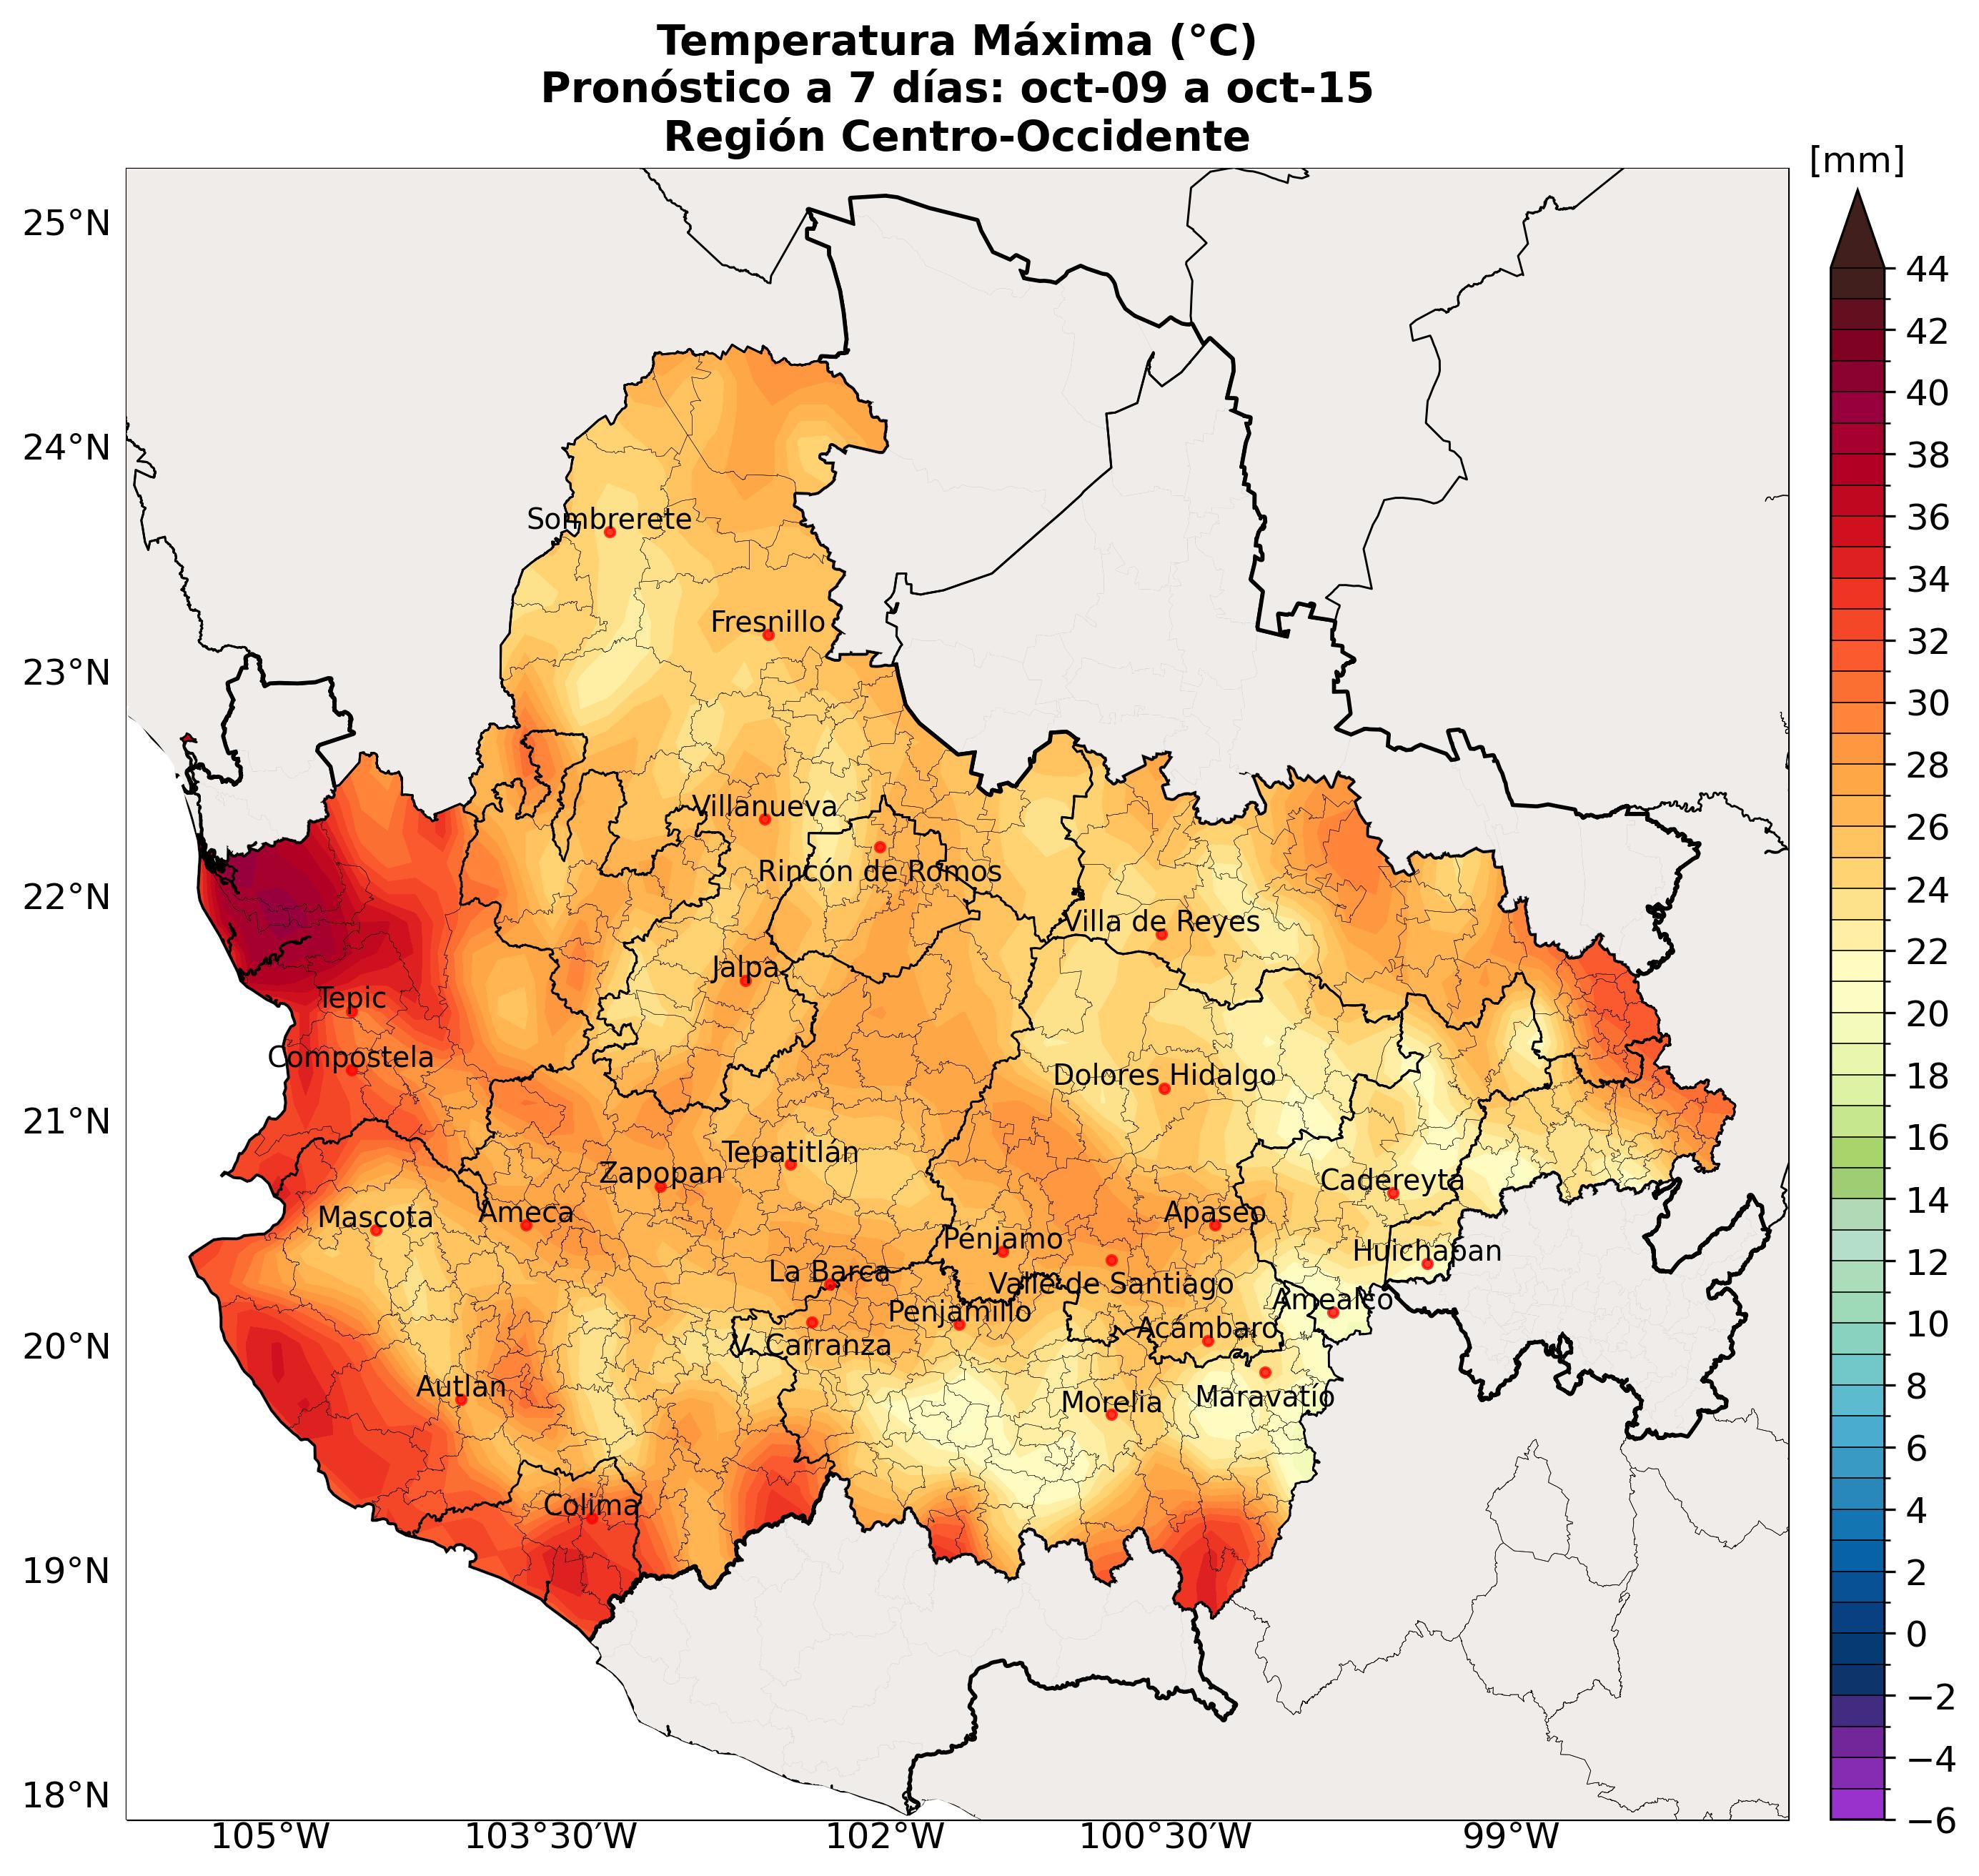 Temperatura Máxima (°C)
Pronóstico a 7 días: oct-09 a oct-15
Región Centro-Occidente
[mm]
25°N
24°N
23°N
22°N
21°N
20°N
19°N
18°N
105°W
103°30′W
102°W
100°30′W
99°W
Sombrerete
Fresnillo
Villanueva
Rincón de Romos
Villa de Reyes
Jalpa
Tepic
Compostela
Dolores Hidalgo
Tepatitlán
Zapopan
Cadereyta
Mascota
Ameca
Apaseo
Pénjamo
Huichapan
La Barca
Valle de Santiago
Amealco
Penjamillo
Acámbaro
V. Carranza
Autlan
Morelia
Maravatío
Colima
44
42
40
38
36
34
32
30
28
26
24
22
20
18
16
14
12
10
8
6
4
2
0
−2
−4
−6